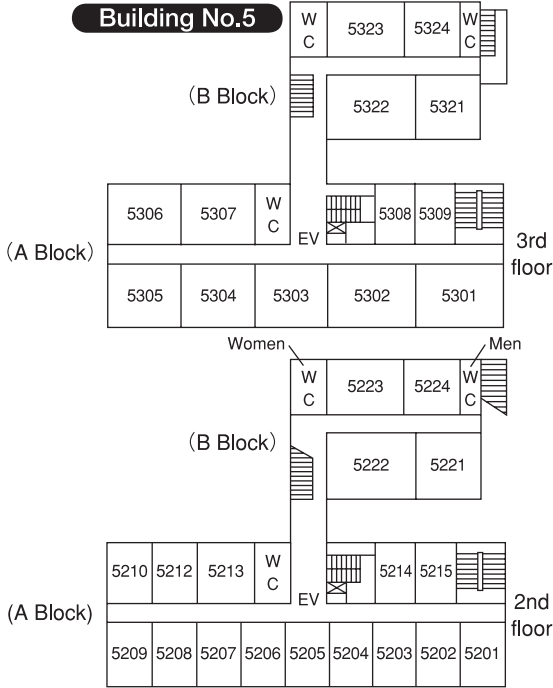 Building No.5
W C 5323 5324 W C
(B Block)
5322 5321
5306 5307 W C 5308 5309
EV
(A Block)
3rd floor
5305 5304 5303 5302 5301
Women Men
W C 5223 5224 W C
(B Block)
5222 5221
5210 5212 5213 W C 5214 5215
EV
(A Block)
2nd floor
5209 5208 5207 5206 5205 5204 5203 5202 5201